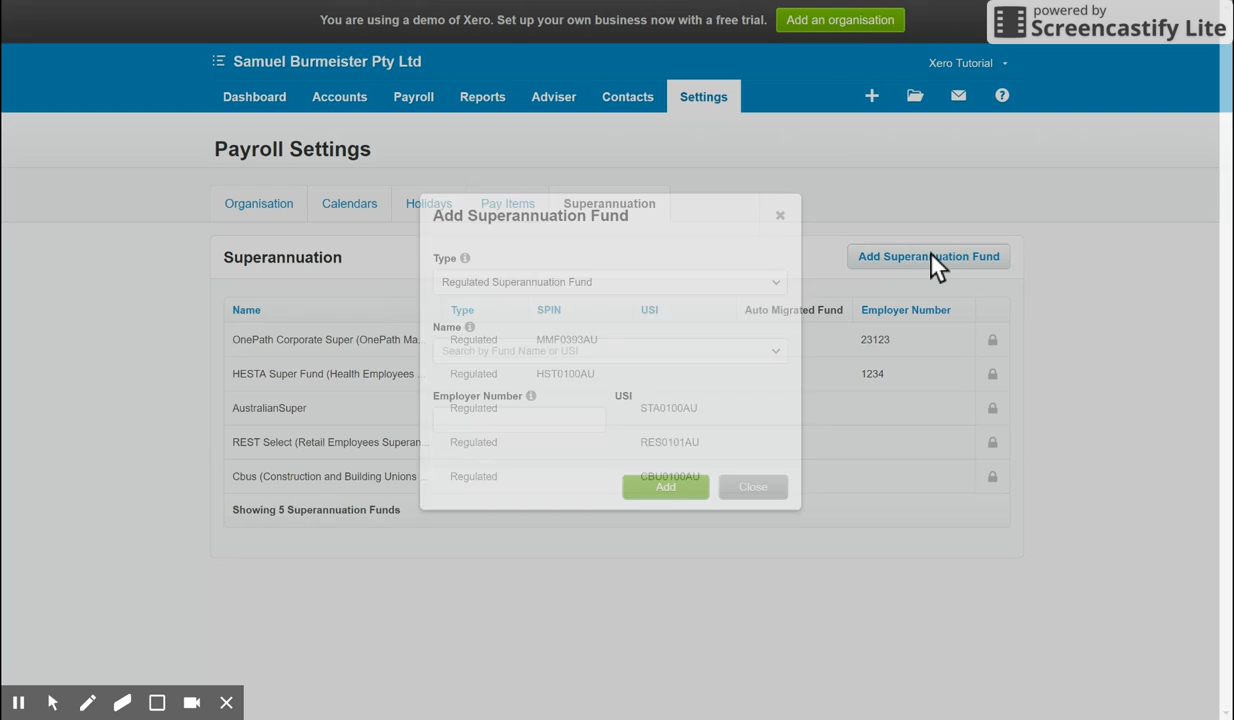 You are using a demo of Xero. Set up your own business now with a free trial. Add an organisation
powered by
Screencastify Lite
Samuel Burmeister Pty Ltd
Xero Tutorial
Dashboard Accounts Payroll Reports Adviser Contacts Settings
Payroll Settings
Organisation Calendars Holidays Pay Items Superannuation
Add Superannuation Fund
Superannuation
Add Superannuation Fund
Type
Regulated Superannuation Fund
Name Type SPIN USI Auto Migrated Fund Employer Number
Name
OnePath Corporate Super (OnePath Ma... Regulated MMF0393AU 23123
Search by Fund Name or USI
HESTA Super Fund (Health Employees ... Regulated HST0100AU 1234
Employer Number USI
AustralianSuper Regulated STA0100AU
REST Select (Retail Employees Superan... Regulated RES0101AU
Cbus (Construction and Building Unions ... Regulated CBU0100AU
Add Close
Showing 5 Superannuation Funds